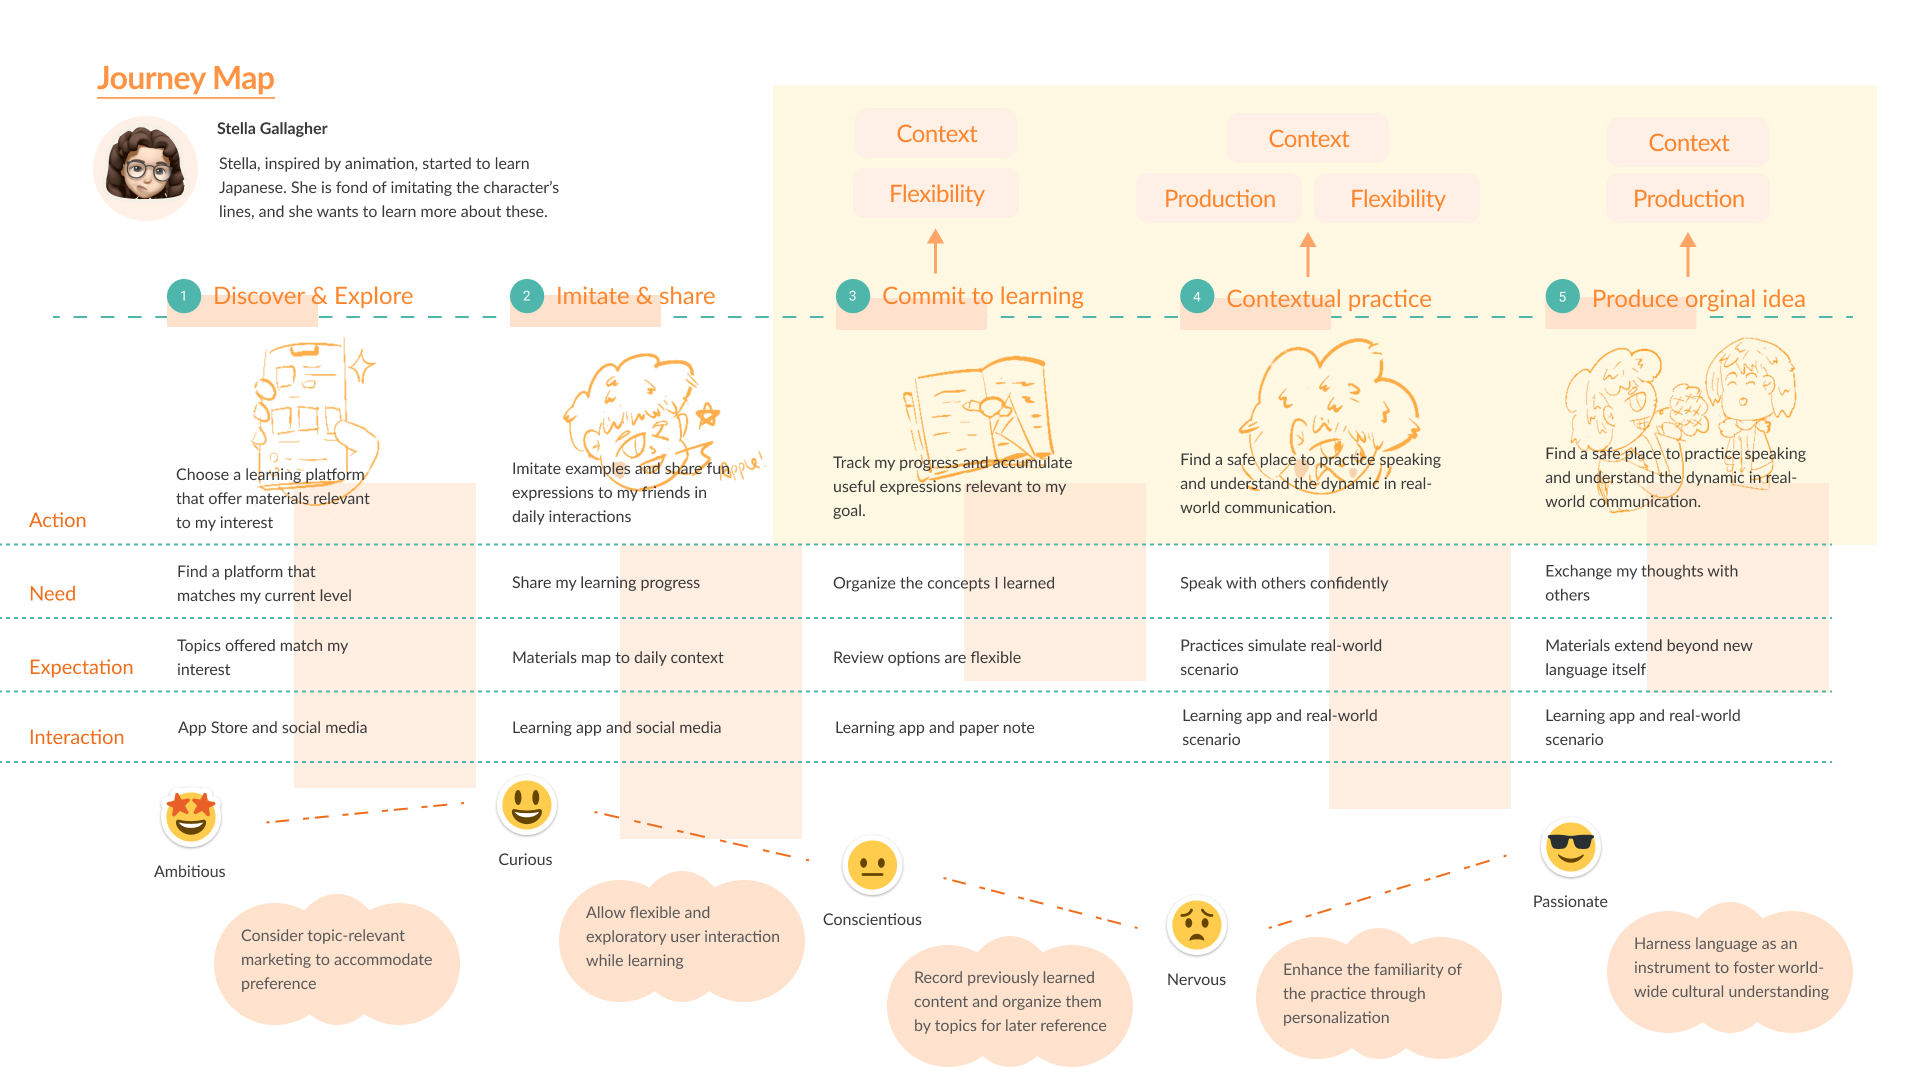 Journey Map
Stella Gallagher
Stella, inspired by animation, started to learn
Japanese. She is fond of imitating the character’s
lines, and she wants to learn more about these.
Context
Flexibility
Context
Production
Flexibility
Context
Production
1
Discover & Explore
2
Imitate & share
3
Commit to learning
4
Contextual practice
5
Produce orginal idea
Apple!
Action
Choose a learning platform
that offer materials relevant
to my interest
Imitate examples and share fun
expressions to my friends in
daily interactions
Track my progress and accumulate
useful expressions relevant to my
goal.
Find a safe place to practice speaking
and understand the dynamic in real-
world communication.
Find a safe place to practice speaking
and understand the dynamic in real-
world communication.
Need
Find a platform that
matches my current level
Share my learning progress
Organize the concepts I learned
Speak with others confidently
Exchange my thoughts with
others
Expectation
Topics offered match my
interest
Materials map to daily context
Review options are flexible
Practices simulate real-world
scenario
Materials extend beyond new
language itself
Interaction
App Store and social media
Learning app and social media
Learning app and paper note
Learning app and real-world
scenario
Learning app and real-world
scenario
Ambitious
Curious
Conscientious
Nervous
Passionate
Consider topic-relevant
marketing to accommodate
preference
Allow flexible and
exploratory user interaction
while learning
Record previously learned
content and organize them
by topics for later reference
Enhance the familiarity of
the practice through
personalization
Harness language as an
instrument to foster world-
wide cultural understanding